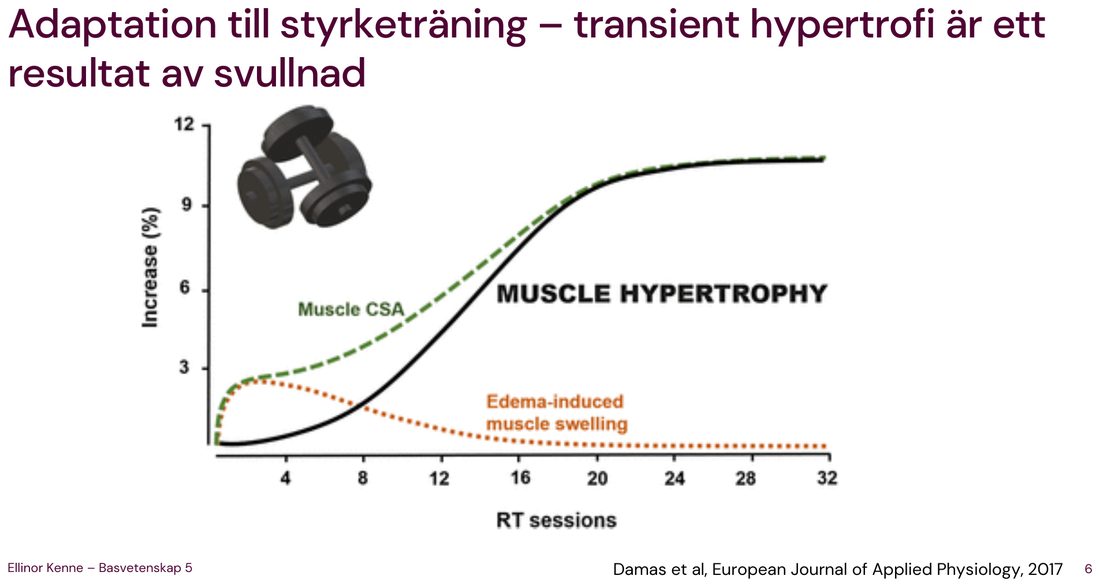 Adaptation till styrketräning – transient hypertrofi är ett
resultat av svullnad
12
9
6
3
Increase (%)
Muscle CSA
MUSCLE HYPERTROPHY
Edema-induced
muscle swelling
4 8 12 16 20 24 28 32
RT sessions
Ellinor Kenne – Basvetenskap 5
Damas et al, European Journal of Applied Physiology, 2017
6